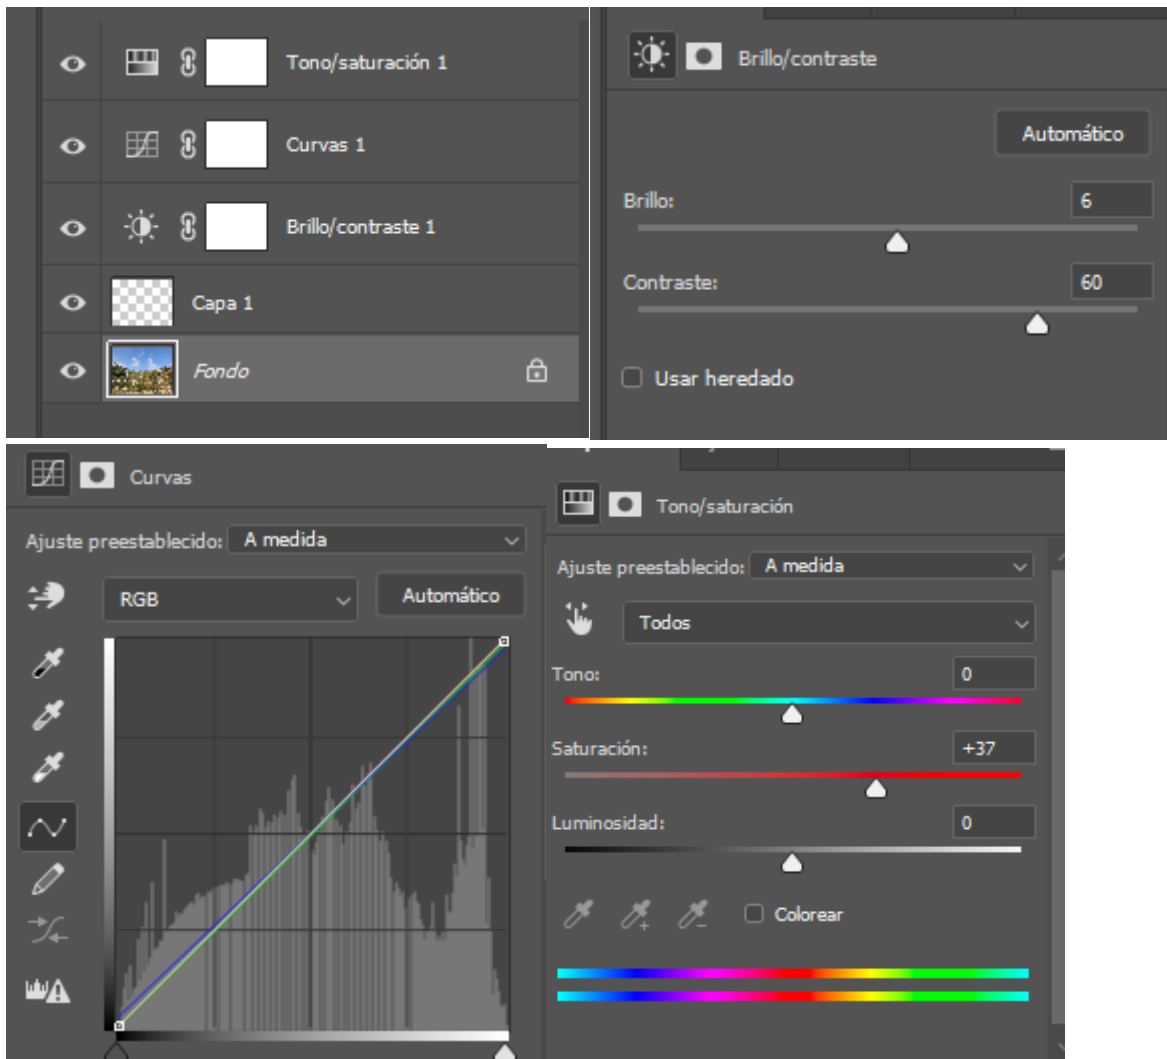 Tono/saturación 1
Curvas 1
Brillo/contraste 1
Capa 1
Fondo
Brillo/contraste
Automático
Brillo:
6
Contraste:
60
Usar heredado
Curvas
Ajuste preestablecido: A medida
RGB
Automático
Tono/saturación
Ajuste preestablecido: A medida
Todos
Tono:
0
Saturación:
+37
Luminosidad:
0
Colorear